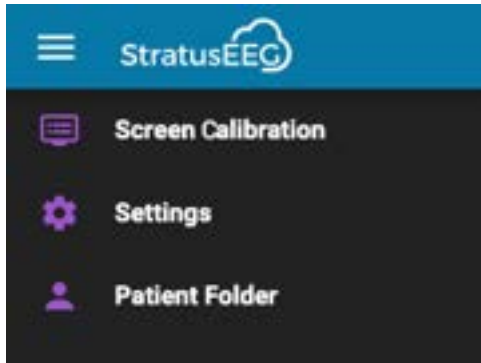 StratusEEG
Screen Calibration
Settings
Patient Folder